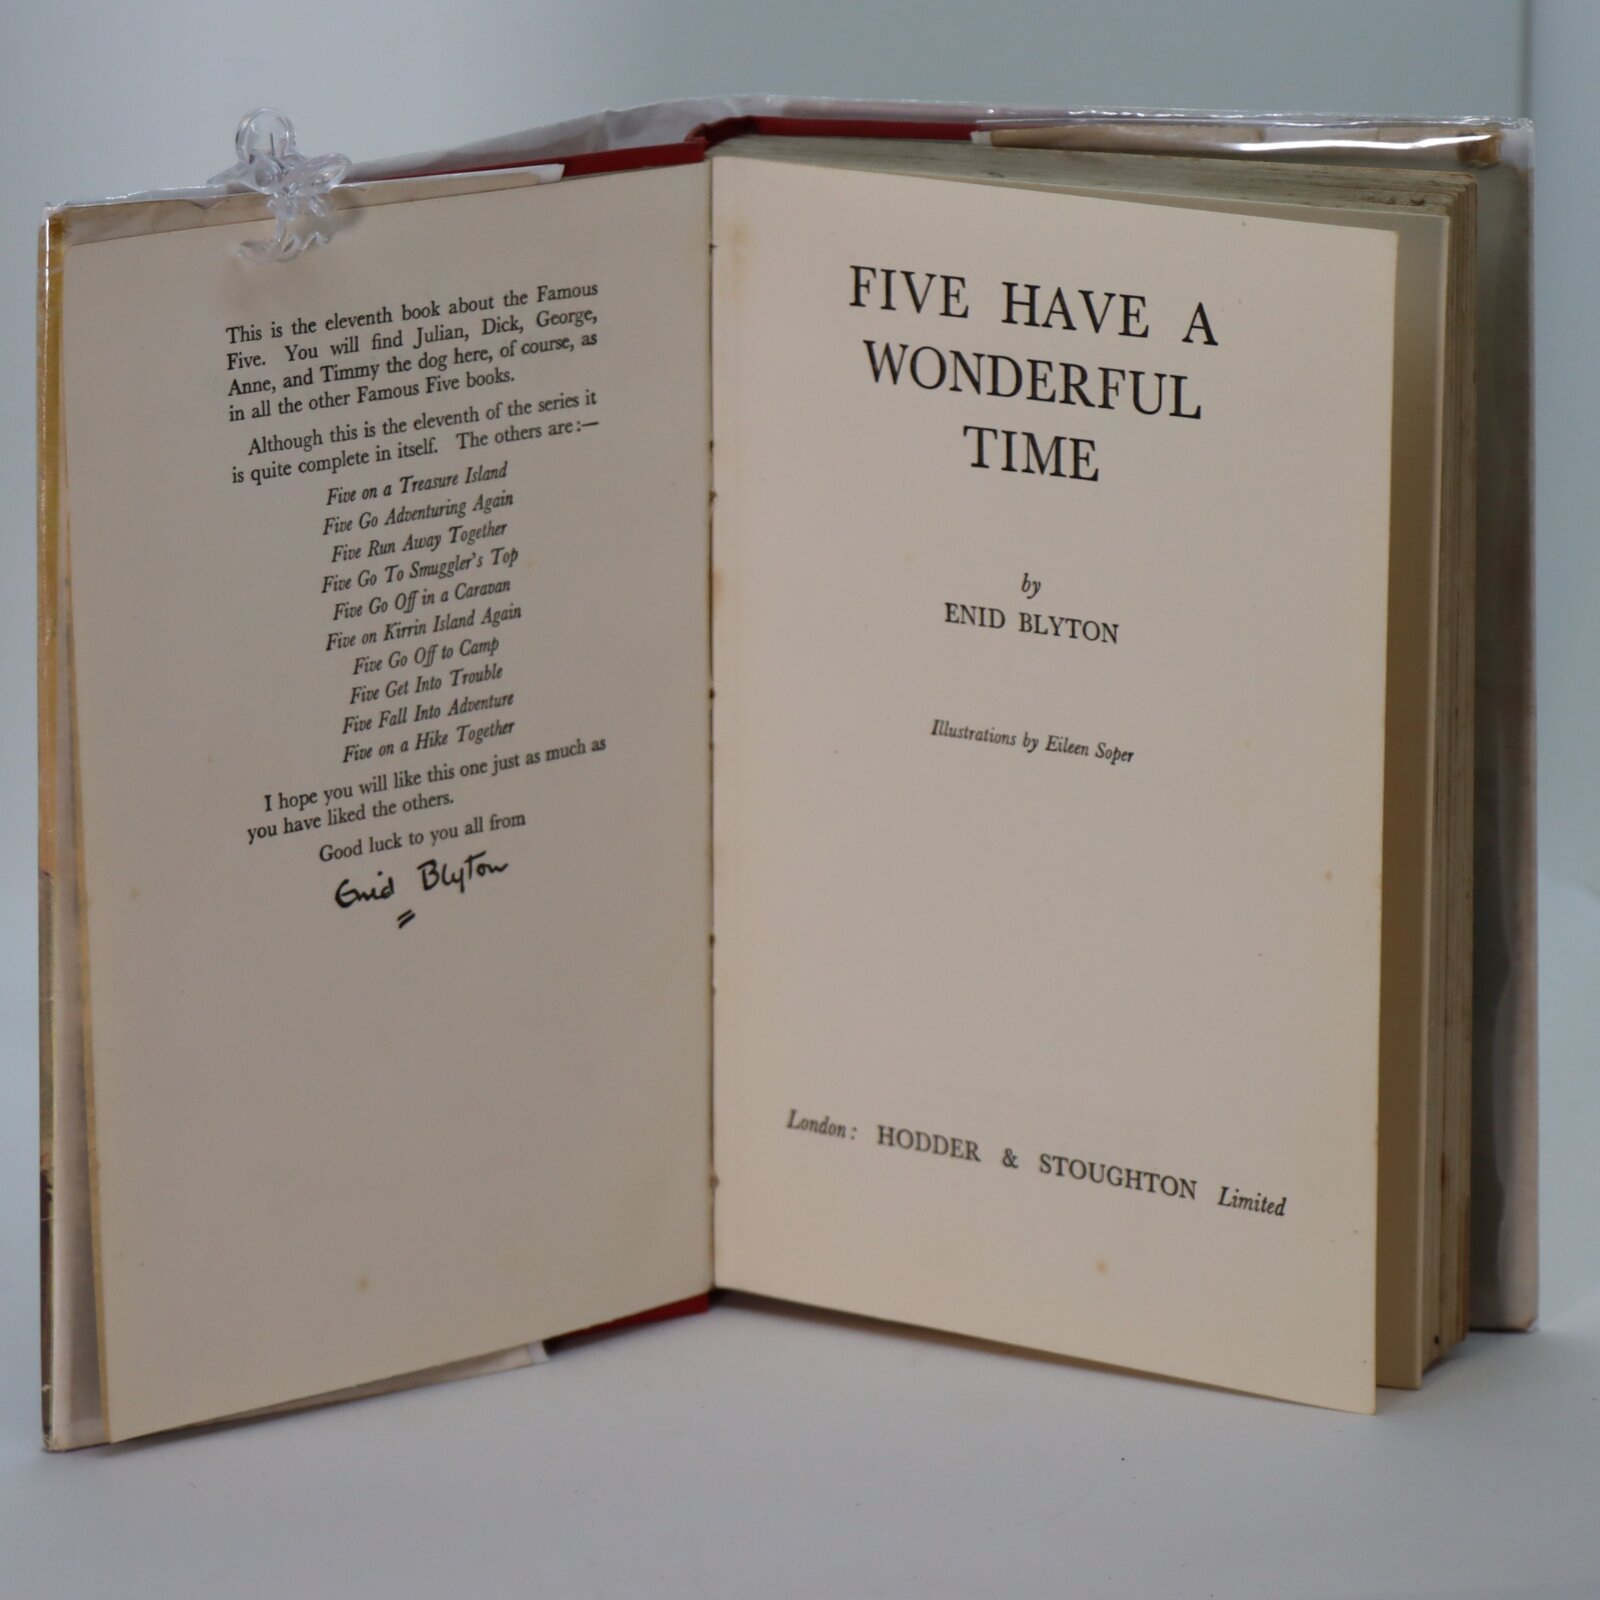 This is the eleventh book about the Famous
Five. You will find Julian, Dick, George,
Anne, and Timmy the dog here, of course, as
in all the other Famous Five books.
Although this is the eleventh of the series it
is quite complete in itself. The others are:—
Five on a Treasure Island
Five Go Adventuring Again
Five Run Away Together
Five Go To Smuggler's Top
Five Go Off in a Caravan
Five on Kirrin Island Again
Five Go Off to Camp
Five Get Into Trouble
Five Fall Into Adventure
Five on a Hike Together
I hope you will like this one just as much as
you have liked the others.
Good luck to you all from
Enid Blyton
FIVE HAVE A
WONDERFUL
TIME
by
ENID BLYTON
Illustrations by Eileen Soper
London: HODDER & STOUGHTON Limited